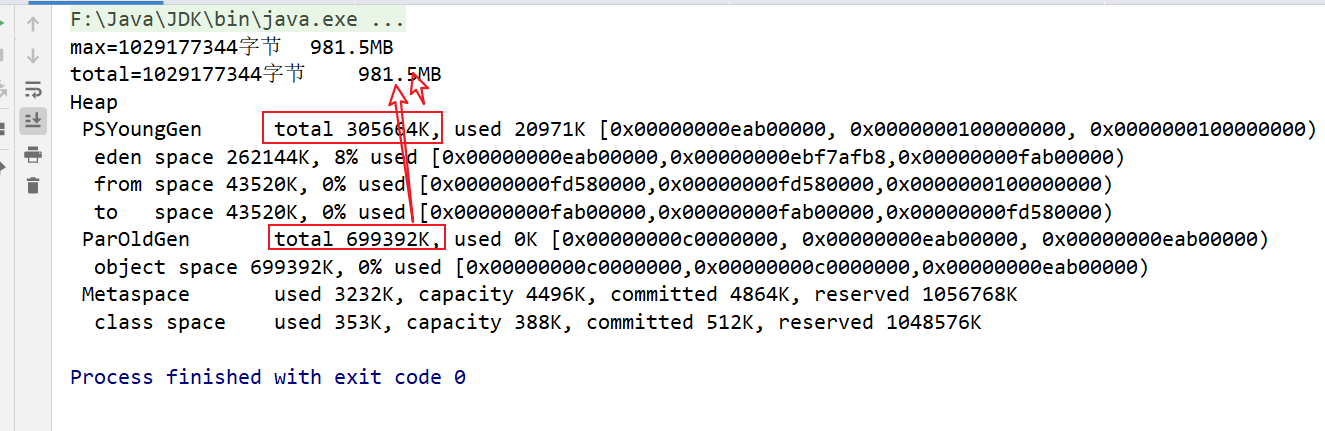 F:\Java\JDK\bin\java.exe ...
max=1029177344字节 981.5MB
total=1029177344字节 981.5MB
Heap
PSYoungGen total 305664K, used 20971K [0x00000000eab00000, 0x0000000100000000, 0x0000000100000000)
eden space 262144K, 8% used [0x00000000eab00000,0x00000000ebf7afb8,0x00000000fab00000)
from space 43520K, 0% used [0x00000000fd580000,0x00000000fd580000,0x0000000100000000)
to space 43520K, 0% used [0x00000000fab00000,0x00000000fab00000,0x00000000fd580000)
ParOldGen total 699392K, used 0K [0x00000000c0000000, 0x00000000eab00000, 0x00000000eab00000)
object space 699392K, 0% used [0x00000000c0000000,0x00000000c0000000,0x00000000eab00000)
Metaspace used 3232K, capacity 4496K, committed 4864K, reserved 1056768K
class space used 353K, capacity 388K, committed 512K, reserved 1048576K
Process finished with exit code 0